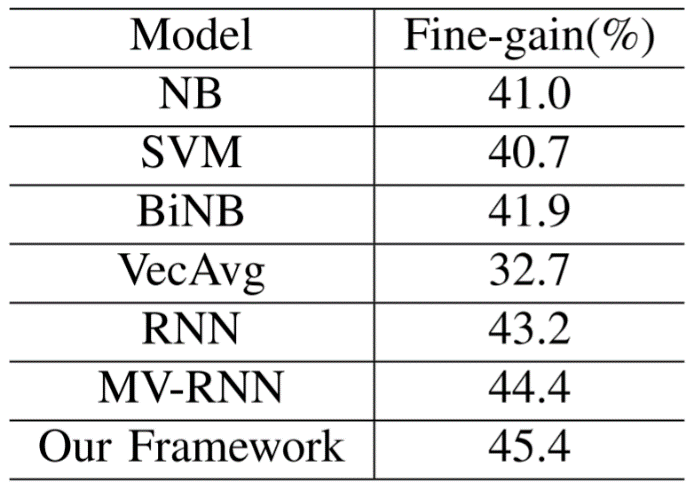 Model Fine-gain(%)
NB 41.0
SVM 40.7
BiNB 41.9
VecAvg 32.7
RNN 43.2
MV-RNN 44.4
Our Framework 45.4